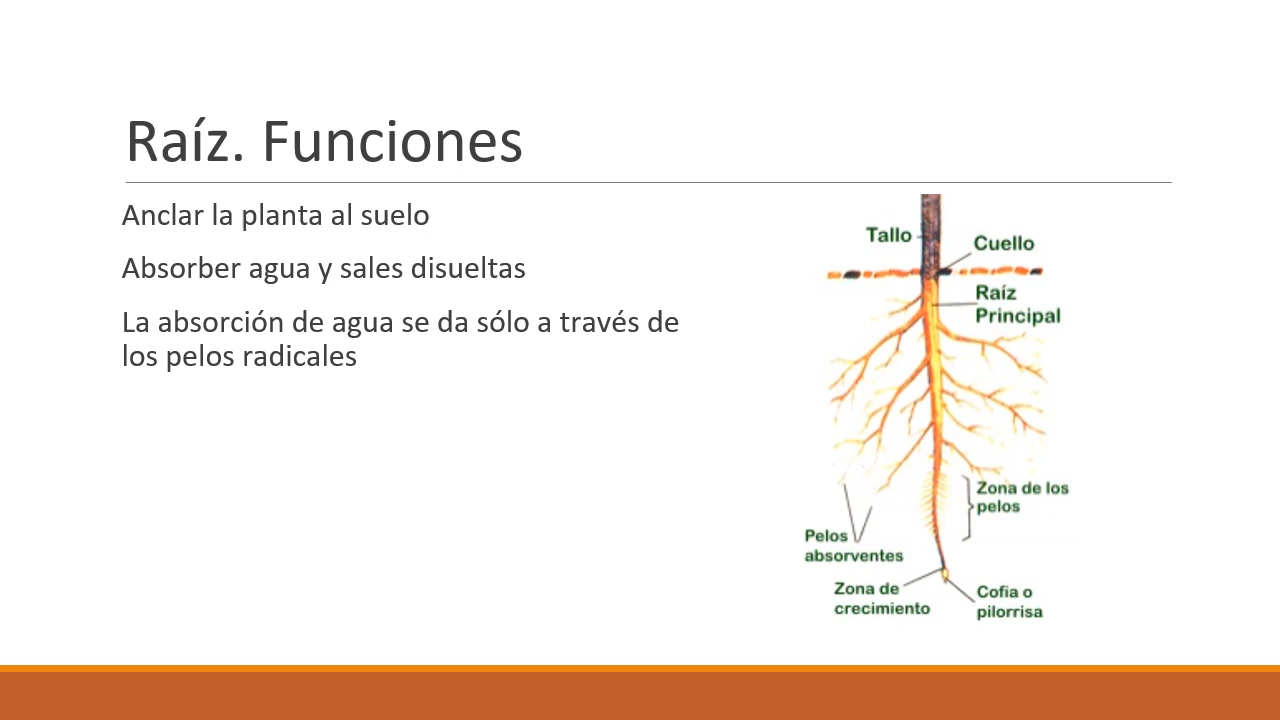 Raíz. Funciones
Anclar la planta al suelo
Absorber agua y sales disueltas
La absorción de agua se da sólo a través de
los pelos radicales
Tallo
Cuello
Raíz
Principal
Zona de los
pelos
Pelos
absorventes
Zona de
crecimiento
Cofia o
pilorrisa